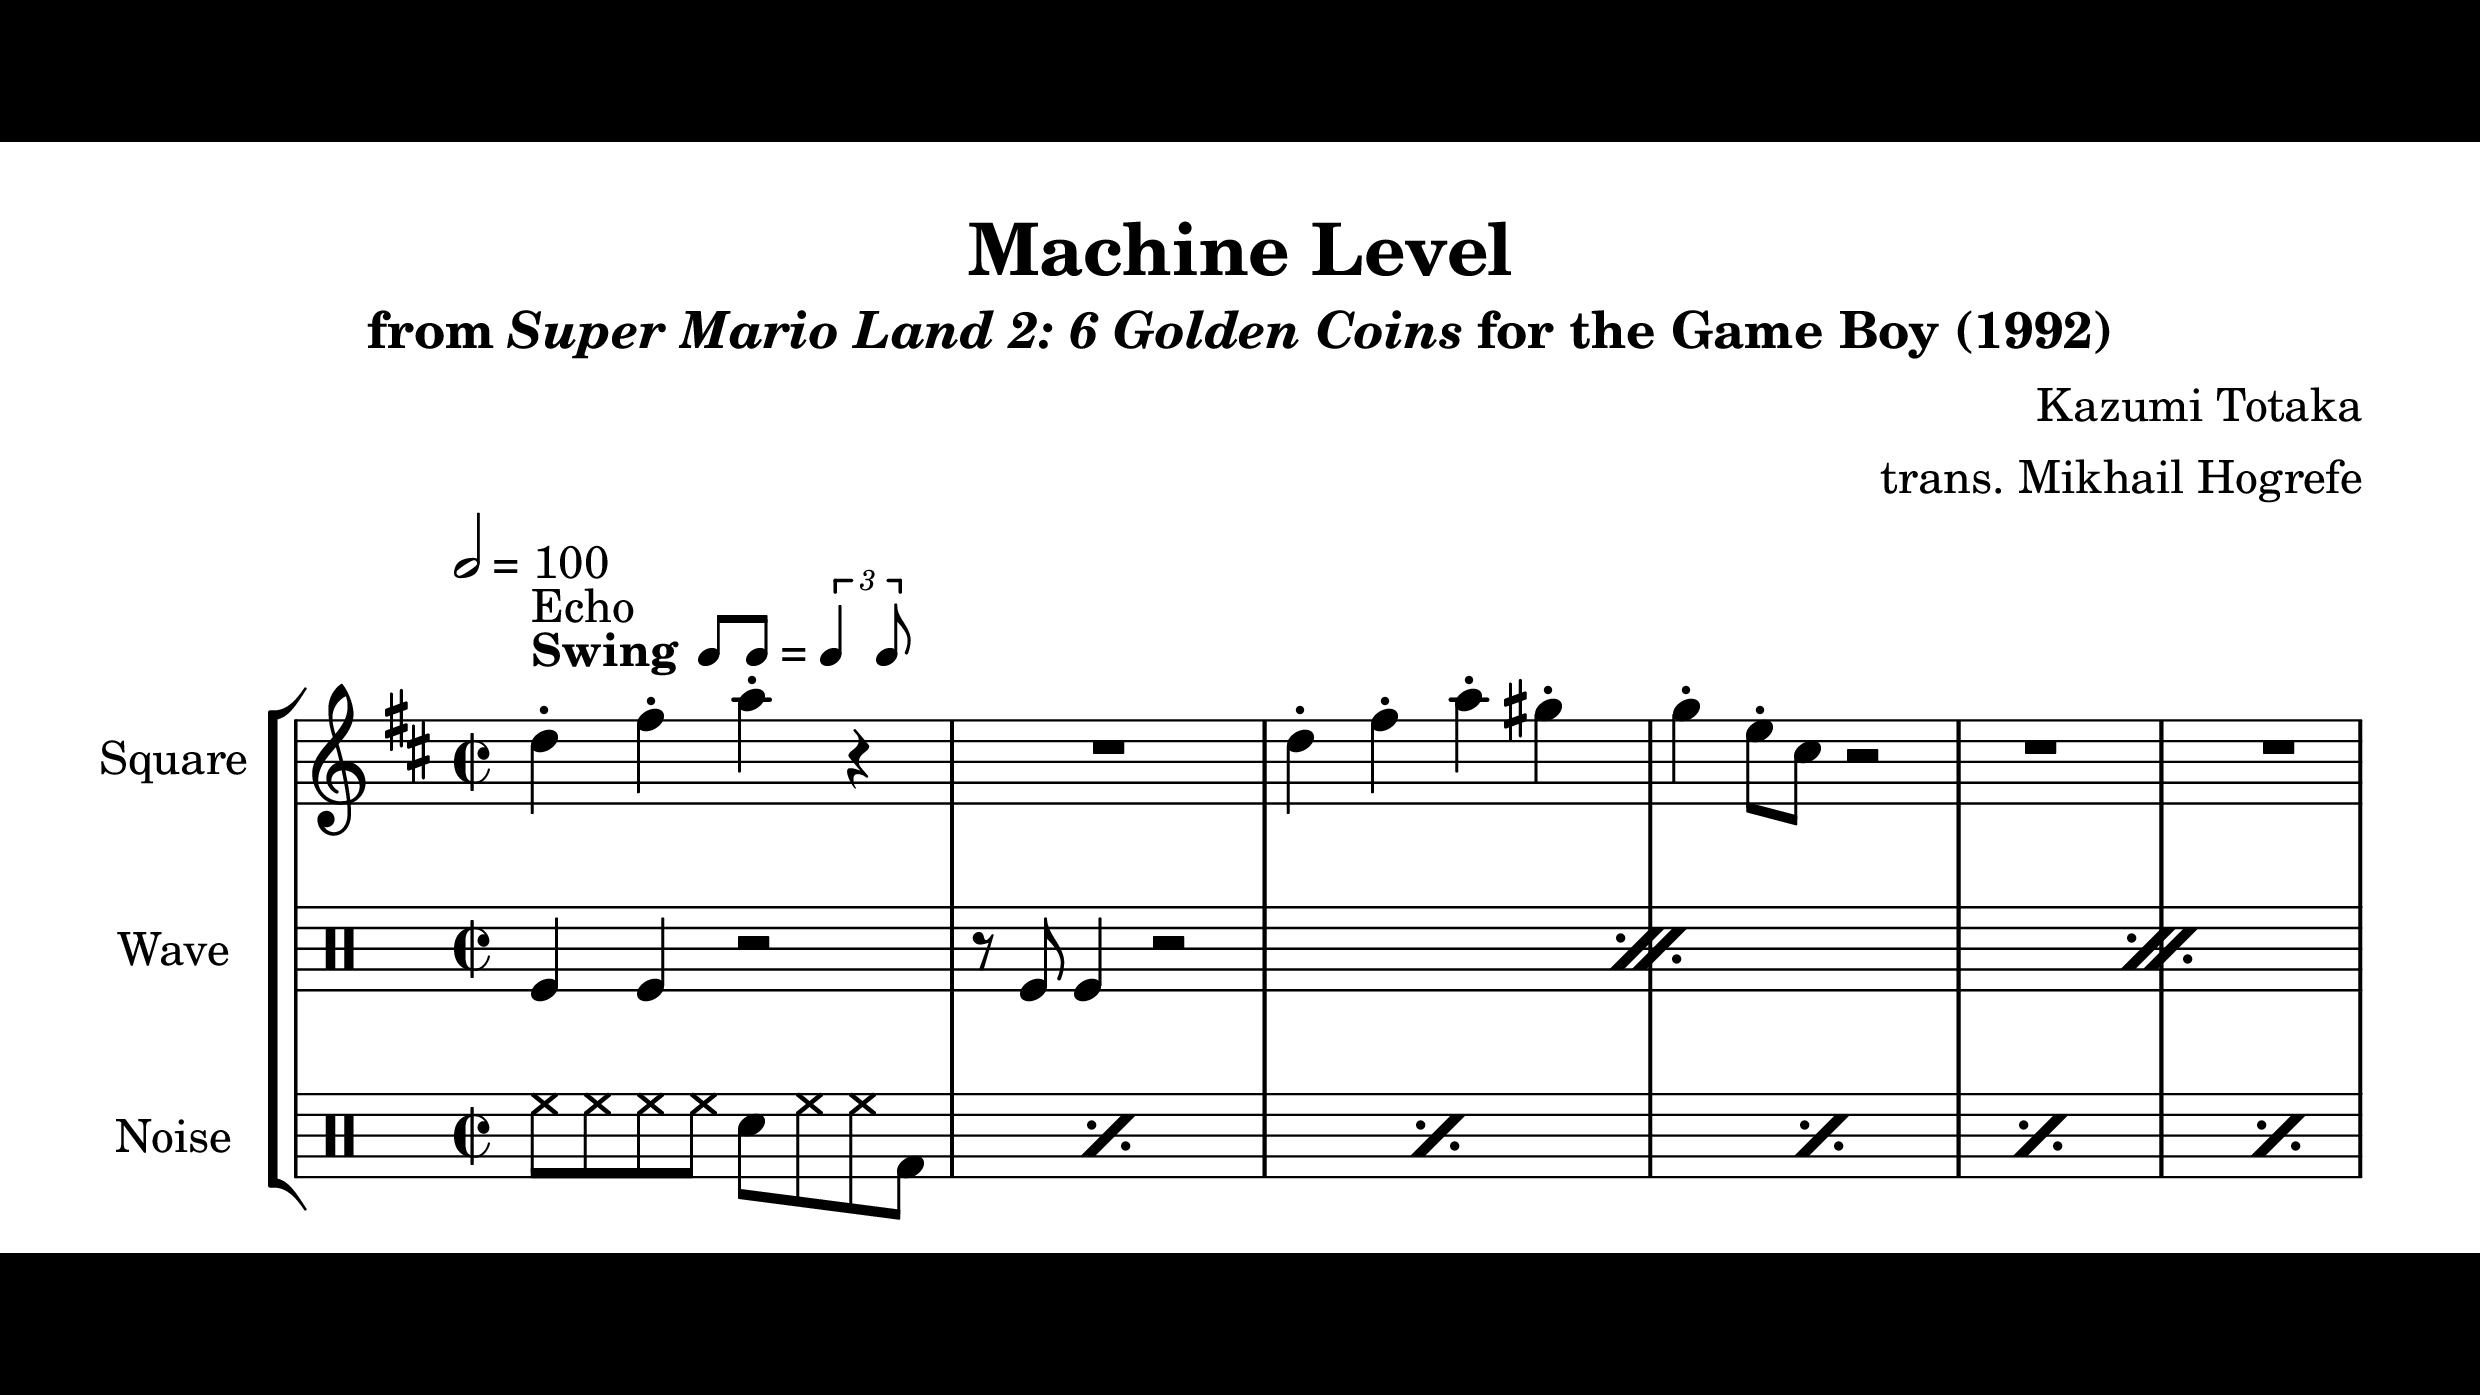 Machine Level
from Super Mario Land 2: 6 Golden Coins for the Game Boy (1992)
Kazumi Totaka
trans. Mikhail Hogrefe
= 100
Echo
Swing = 3
Square
Wave
Noise